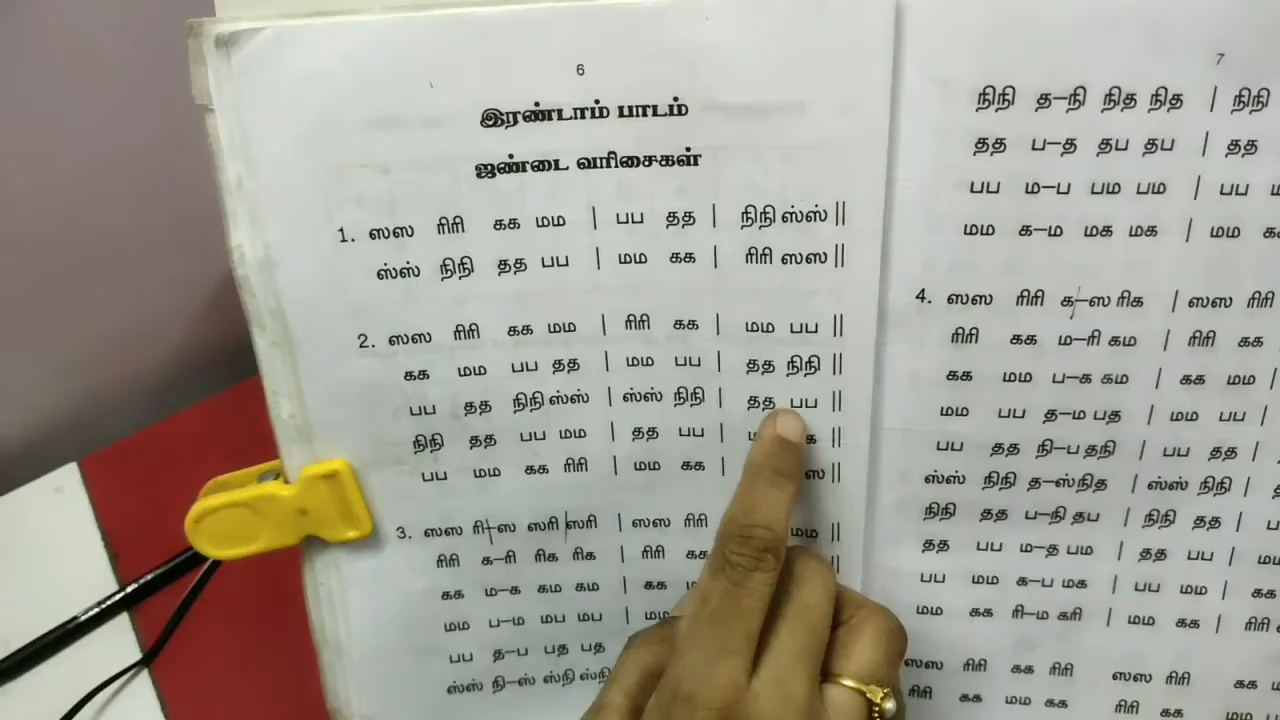 6
இரண்டாம் பாடம்
ஜண்டை வரிசைகள்
1. ஸஸ ரிரி கக மம | பப தத | நிநி ஸ்ஸ் ||
ஸ்ஸ் நிநி தத பப | மம கக | ரிரி ஸஸ ||
2. ஸஸ ரிரி கக மம | ரிரி கக | மம பப ||
கக மம பப தத | மம பப | தத நிநி ||
பப தத நிநி ஸ்ஸ் | ஸ்ஸ் நிநி | தத பப ||
நிநி தத பப மம | தத பப | ||
பப மம கக ரிரி | மம கக | ||
3. ஸஸ ரி–ஸ ஸரி ஸரி | ஸஸ ரிரி மம ||
ரிரி க–ரி ரிக ரிக | ரிரி கக
கக ம–க கம கம | கக
மம ப–ம மப மப | மம
பப த–ப பத பத
ஸ்ஸ் நி–ஸ் ஸ்நி ஸ்நி
7
நிநி த–நி நித நித | நிநி
தத ப–த தப தப | தத
பப ம–ப பம பம | பப
மம க–ம மக மக | மம
4. ஸஸ ரிரி க–ஸ ரிக | ஸஸ ரிரி
ரிரி கக ம–ரி கம | ரிரி கக
கக மம ப–க கம | கக மம |
மம பப த–ம பத | மம பப |
பப தத நி–ப தநி | பப தத |
ஸ்ஸ் நிநி த–ஸ்நித | ஸ்ஸ் நிநி |
நிநி தத ப–நி தப | நிநி தத |
தத பப ம–த பம | தத பப |
பப மம க–ப மக | பப மம |
மம கக ரி–ம கரி | மம கக | ரிரி
ஸஸ ரிரி கக ரிரி ஸஸ ரிரி கக
ரிரி கக மம கக ரிரி கக மம